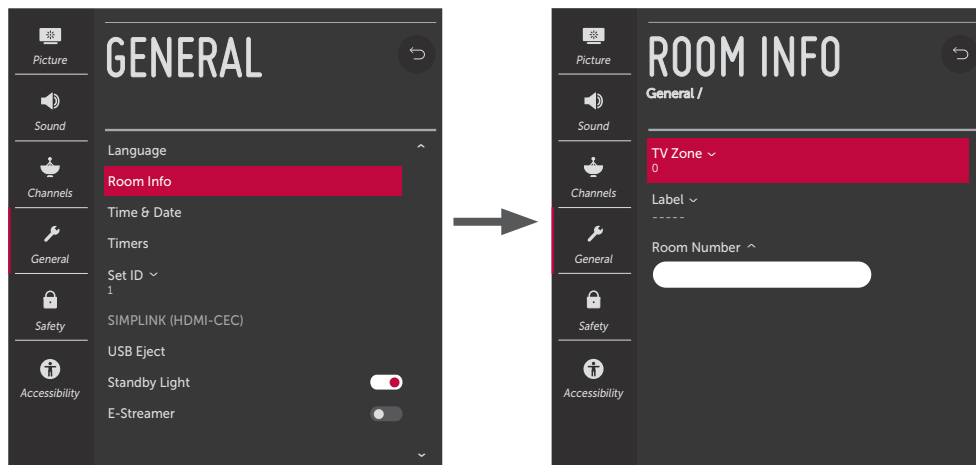 Picture
Sound
Channels
General
Safety
Accessibility
GENERAL
Language
Room Info
Time & Date
Timers
Set ID
1
SIMPLINK (HDMI-CEC)
USB Eject
Standby Light
E-Streamer
Picture
Sound
Channels
General
Safety
Accessibility
ROOM INFO
General /
TV Zone
0
Label
-----
Room Number